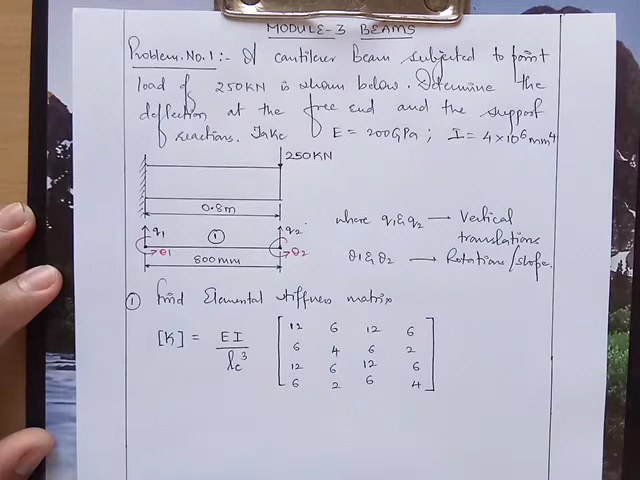 MODULE-3 BEAMS
Problem.No.1:- A cantilever Beam subjected to point
load of 250KN is shown below. Determine the
deflection at the free end and the support
reactions. Take E = 200GPa; I = 4×10⁶mm⁴
250KN
0.8m
q1 1 q2
θ1 θ2
800mm
where q1 & q2 → Vertical
translations
θ1 & θ2 → Rotations/slope.
1 Find Elemental stiffness matrix
[K] = EI/le³ [12 6 12 6
6 4 6 2
12 6 12 6
6 2 6 4]